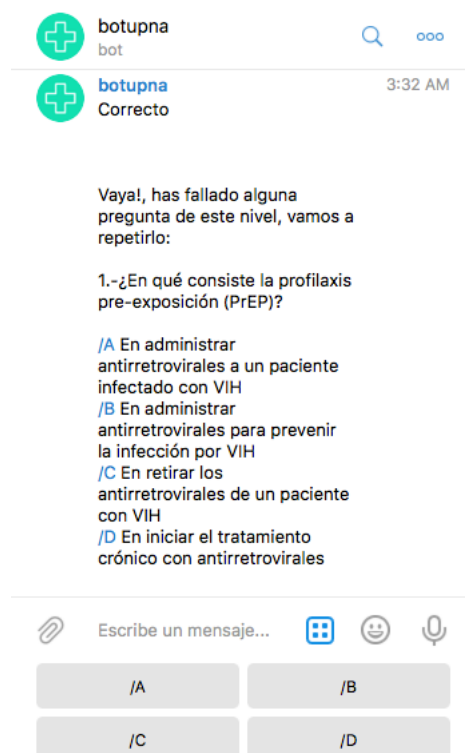 botupna
bot
botupna
3:32 AM
Correcto
Vaya!, has fallado alguna
pregunta de este nivel, vamos a
repetirlo:
1.-¿En qué consiste la profilaxis
pre-exposición (PrEP)?
/A En administrar
antirretrovirales a un paciente
infectado con VIH
/B En administrar
antirretrovirales para prevenir
la infección por VIH
/C En retirar los
antirretrovirales de un paciente
con VIH
/D En iniciar el tratamiento
crónico con antirretrovirales
Escribe un mensaje...
/A
/B
/C
/D